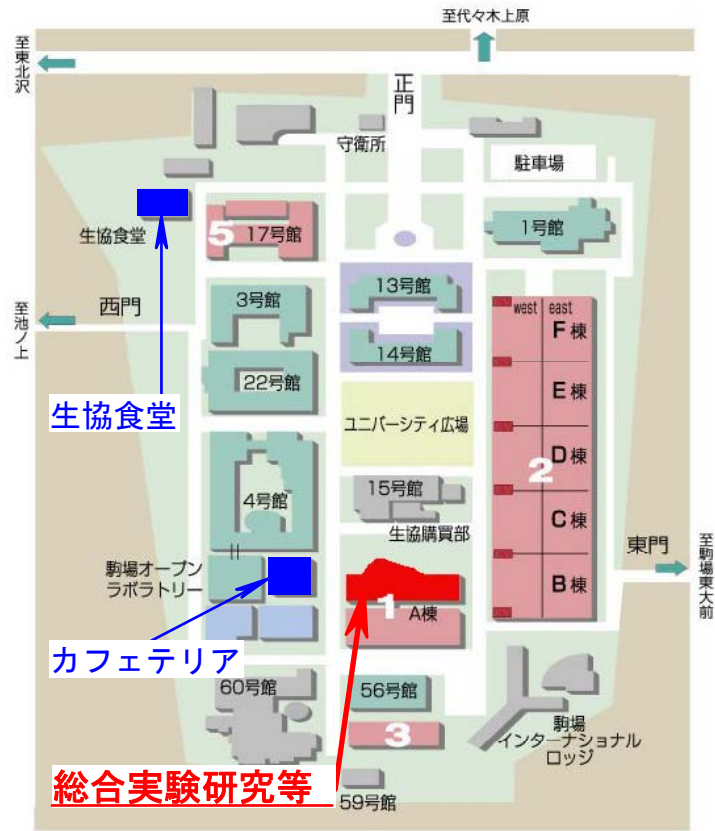 至代々木上原
至東北沢
正門
守衛所
駐車場
生協食堂
5
17号館
1号館
至池ノ上
西門
3号館
13号館
west
east
F棟
14号館
22号館
E棟
生協食堂
ユニバーシティ広場
D棟
2
4号館
15号館
C棟
生協購買部
東門
至駒場東大前
駒場オープン
ラボラトリー
B棟
1
A棟
カフェテリア
60号館
56号館
3
駒場
インターナショナル
ロッジ
総合実験研究等
59号館